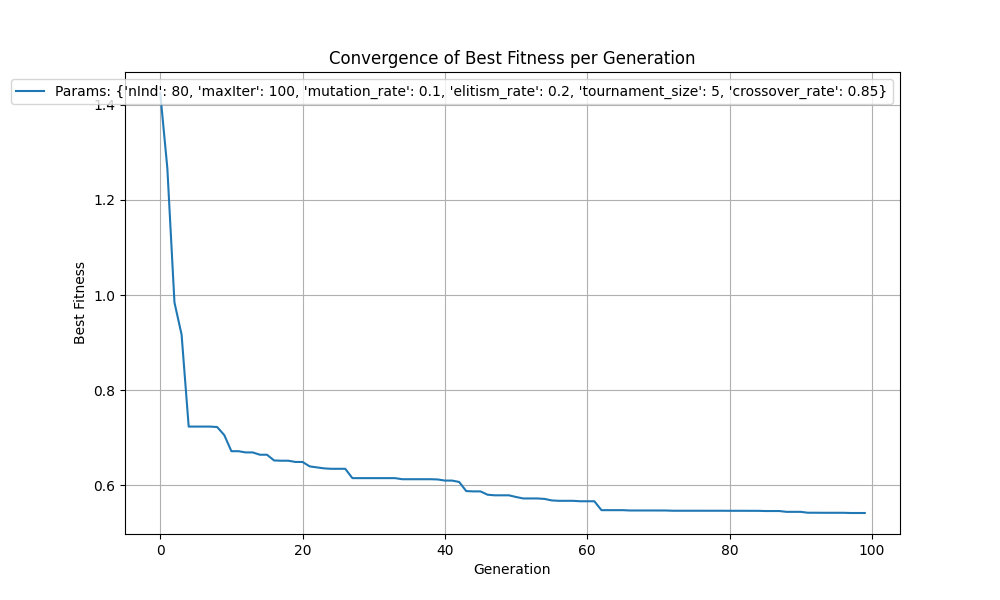 Convergence of Best Fitness per Generation
Params: {'nInd': 80, 'maxIter': 100, 'mutation_rate': 0.1, 'elitism_rate': 0.2, 'tournament_size': 5, 'crossover_rate': 0.85}
1.4
1.2
1.0
0.8
0.6
Best Fitness
0 20 40 60 80 100
Generation